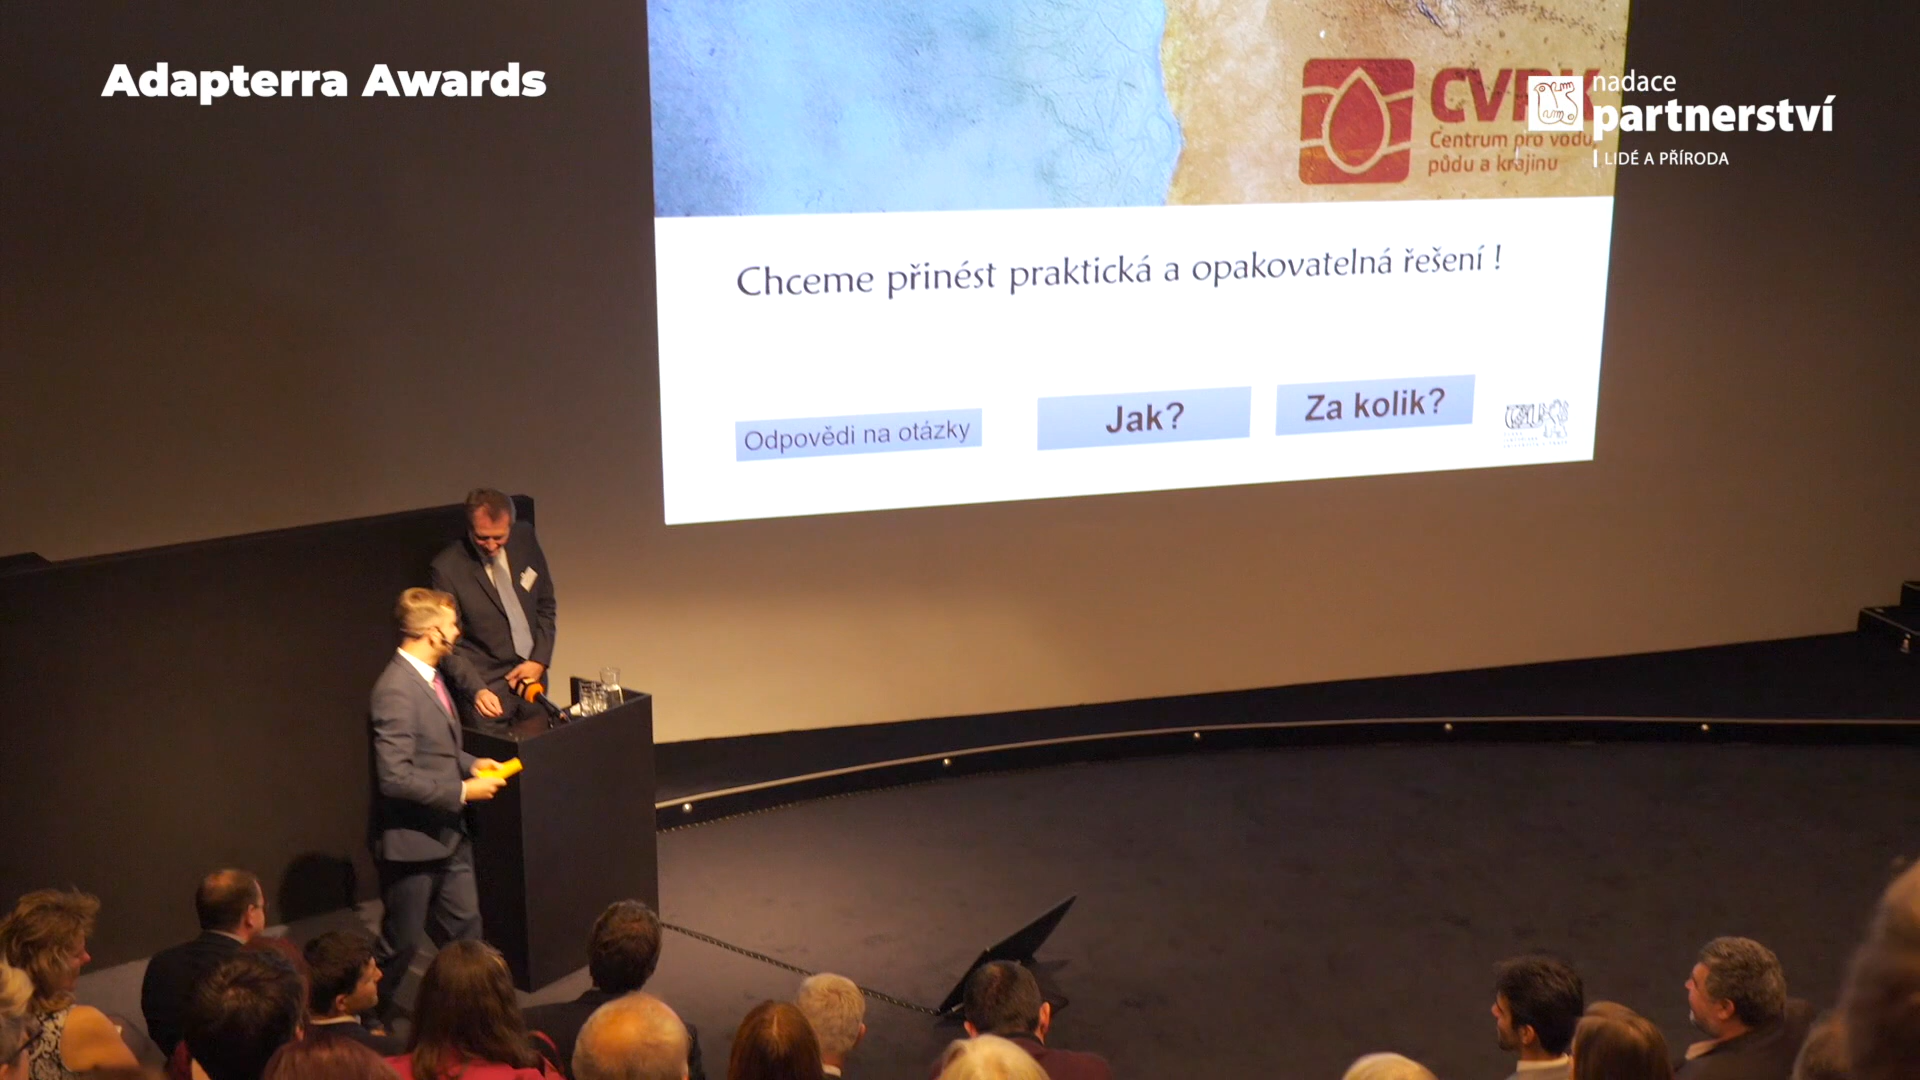 Adapterra Awards
nadace
partnerství
LIDÉ A PŘÍRODA
Centrum pro vodu,
půdu a krajinu
Chceme přinést praktická a opakovatelná řešení !
Odpovědi na otázky
Jak?
Za kolik?